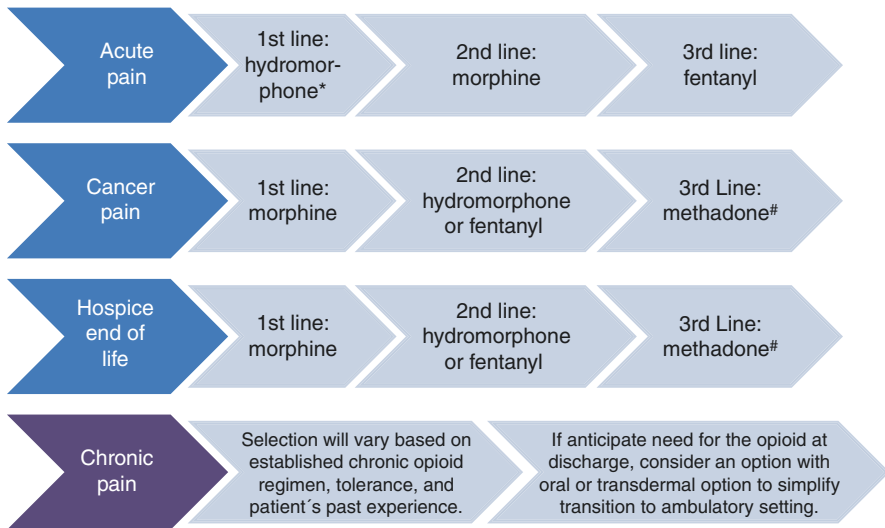 Acute
pain
1st line:
hydromor-
phone*
2nd line:
morphine
3rd line:
fentanyl
Cancer
pain
1st line:
morphine
2nd line:
hydromorphone
or fentanyl
3rd Line:
methadone#
Hospice
end of
life
1st line:
morphine
2nd line:
hydromorphone
or fentanyl
3rd Line:
methadone#
Chronic
pain
Selection will vary based on
established chronic opioid
regimen, tolerance, and
patient´s past experience.
If anticipate need for the opioid at
discharge, consider an option with
oral or transdermal option to simplify
transition to ambulatory setting.